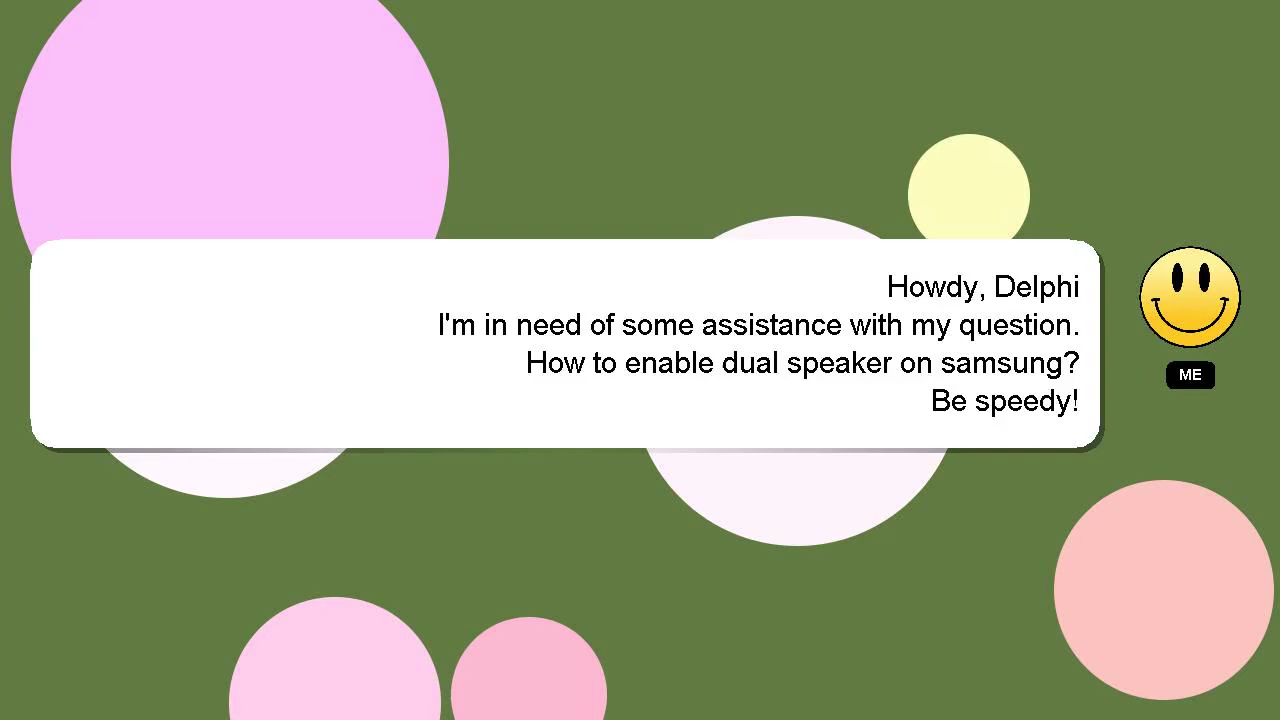 Howdy, Delphi
I'm in need of some assistance with my question.
How to enable dual speaker on samsung?
Be speedy!
ME